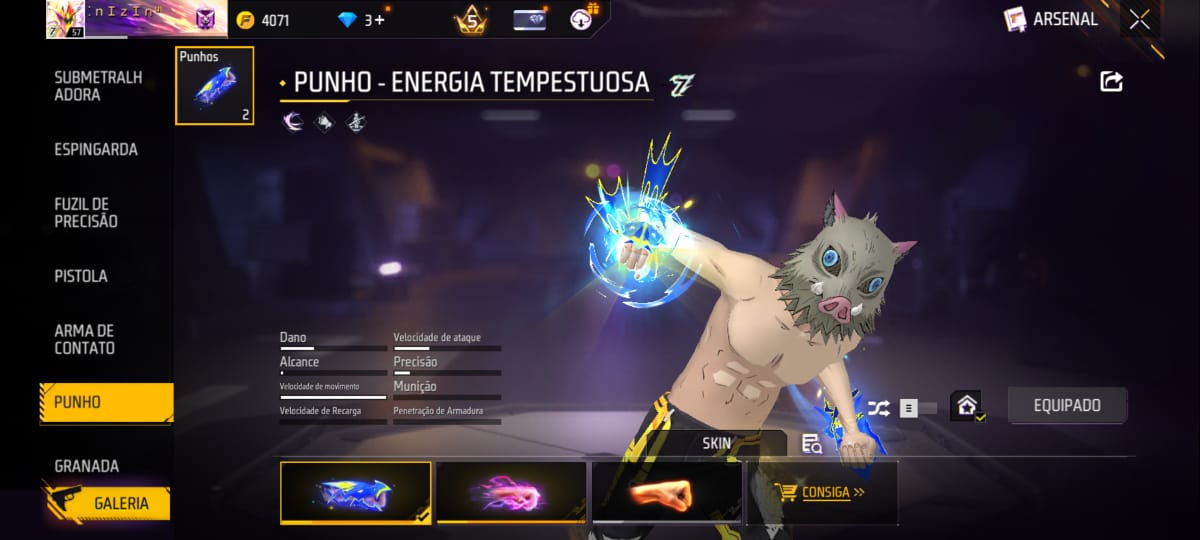 nIzIn
57
4071
3+
5
ARSENAL
SUBMETRALH
ADORA
ESPINGARDA
FUZIL DE
PRECISÃO
PISTOLA
ARMA DE
CONTATO
PUNHO
GRANADA
GALERIA
Punhos
2
PUNHO - ENERGIA TEMPESTUOSA
Dano
Velocidade de ataque
Alcance
Precisão
Velocidade de movimento
Munição
Velocidade de Recarga
Penetração de Armadura
EQUIPADO
SKIN
CONSIGA >>